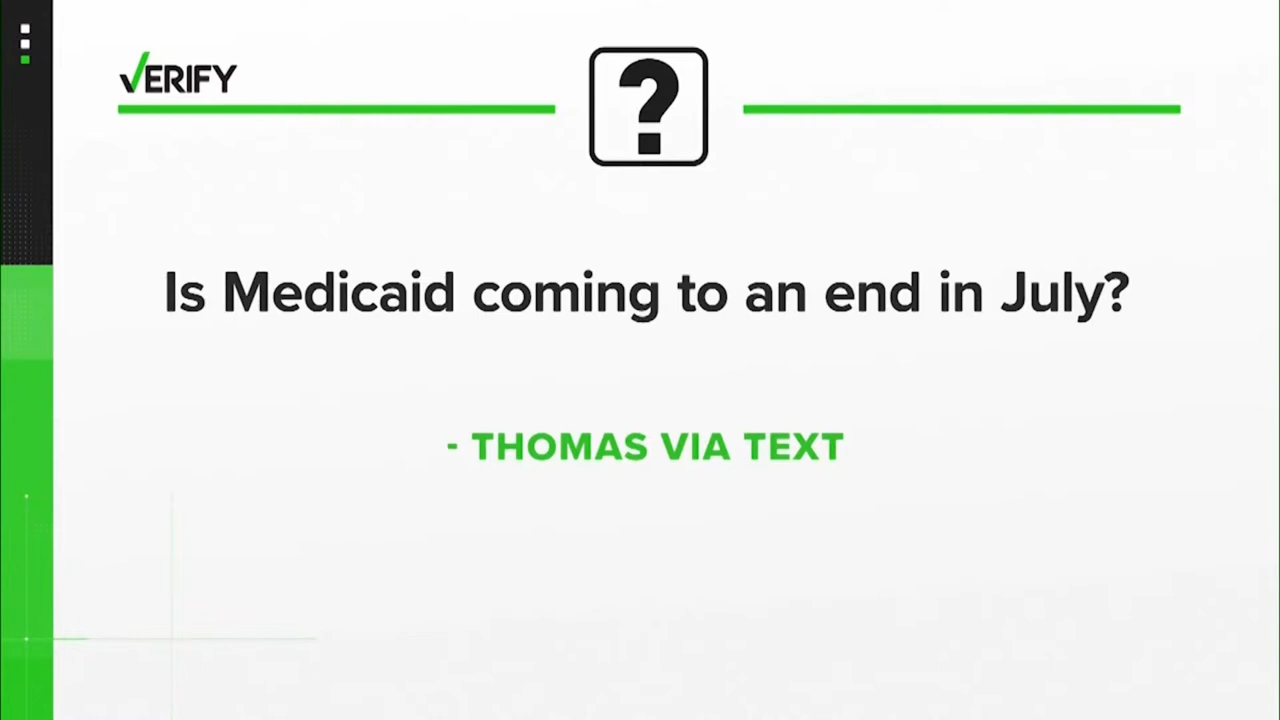 VERIFY
?
Is Medicaid coming to an end in July?
- THOMAS VIA TEXT